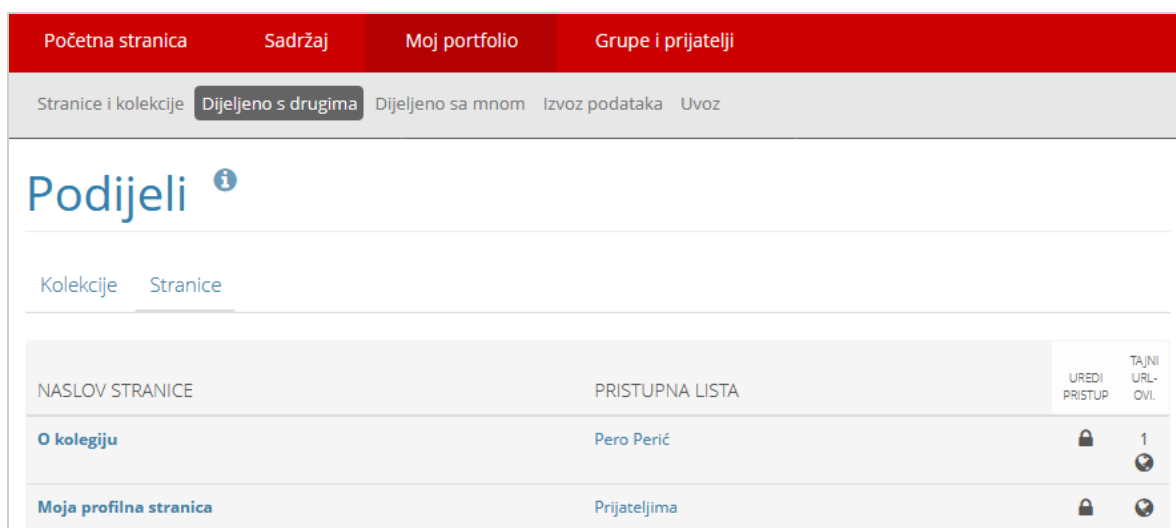 Početna stranica Sadržaj Moj portfolio Grupe i prijatelji
Stranice i kolekcije Dijeljeno s drugima Dijeljeno sa mnom Izvoz podataka Uvoz
Podijeli
Kolekcije Stranice
NASLOV STRANICE PRISTUPNA LISTA UREDI PRISTUP TAJNI URL-OVI.
O kolegiju Pero Perić 1
Moja profilna stranica Prijateljima